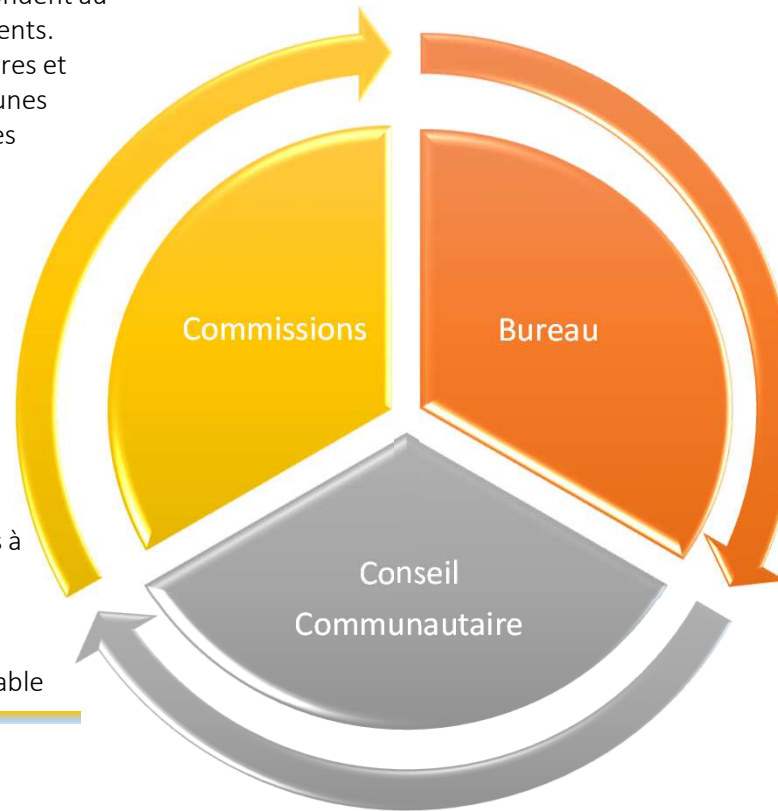 ents.
res et
unes
es
Commissions
Bureau
s à
Conseil
Communautaire
able